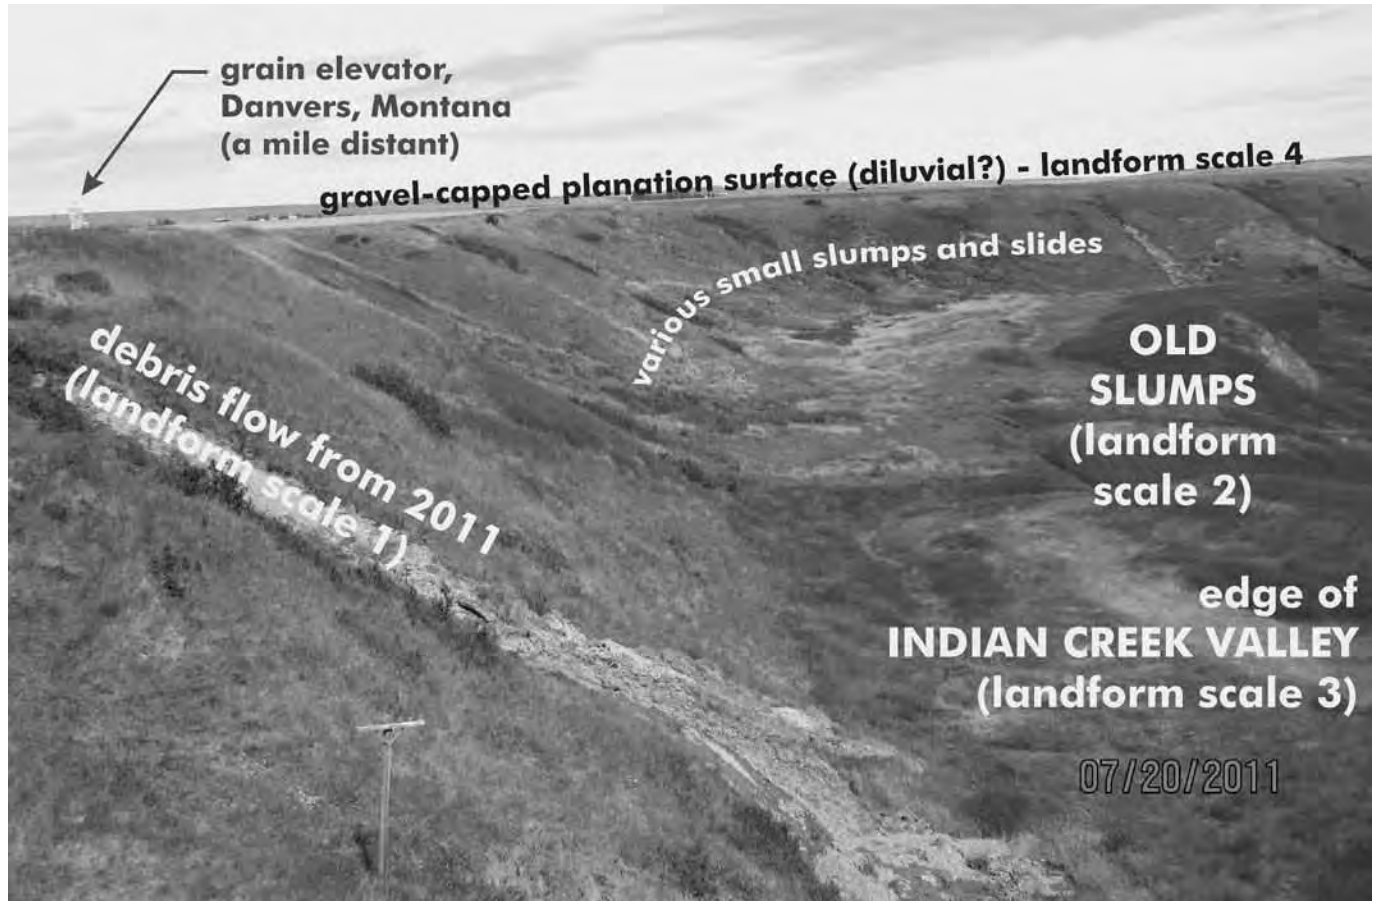 grain elevator,
Danvers, Montana
(a mile distant)
gravel-capped planation surface (diluvial?) - landform scale 4
various small slumps and slides
debris flow from 2011
(landform scale 1)
OLD
SLUMPS
(landform
scale 2)
edge of
INDIAN CREEK VALLEY
(landform scale 3)
07/20/2011